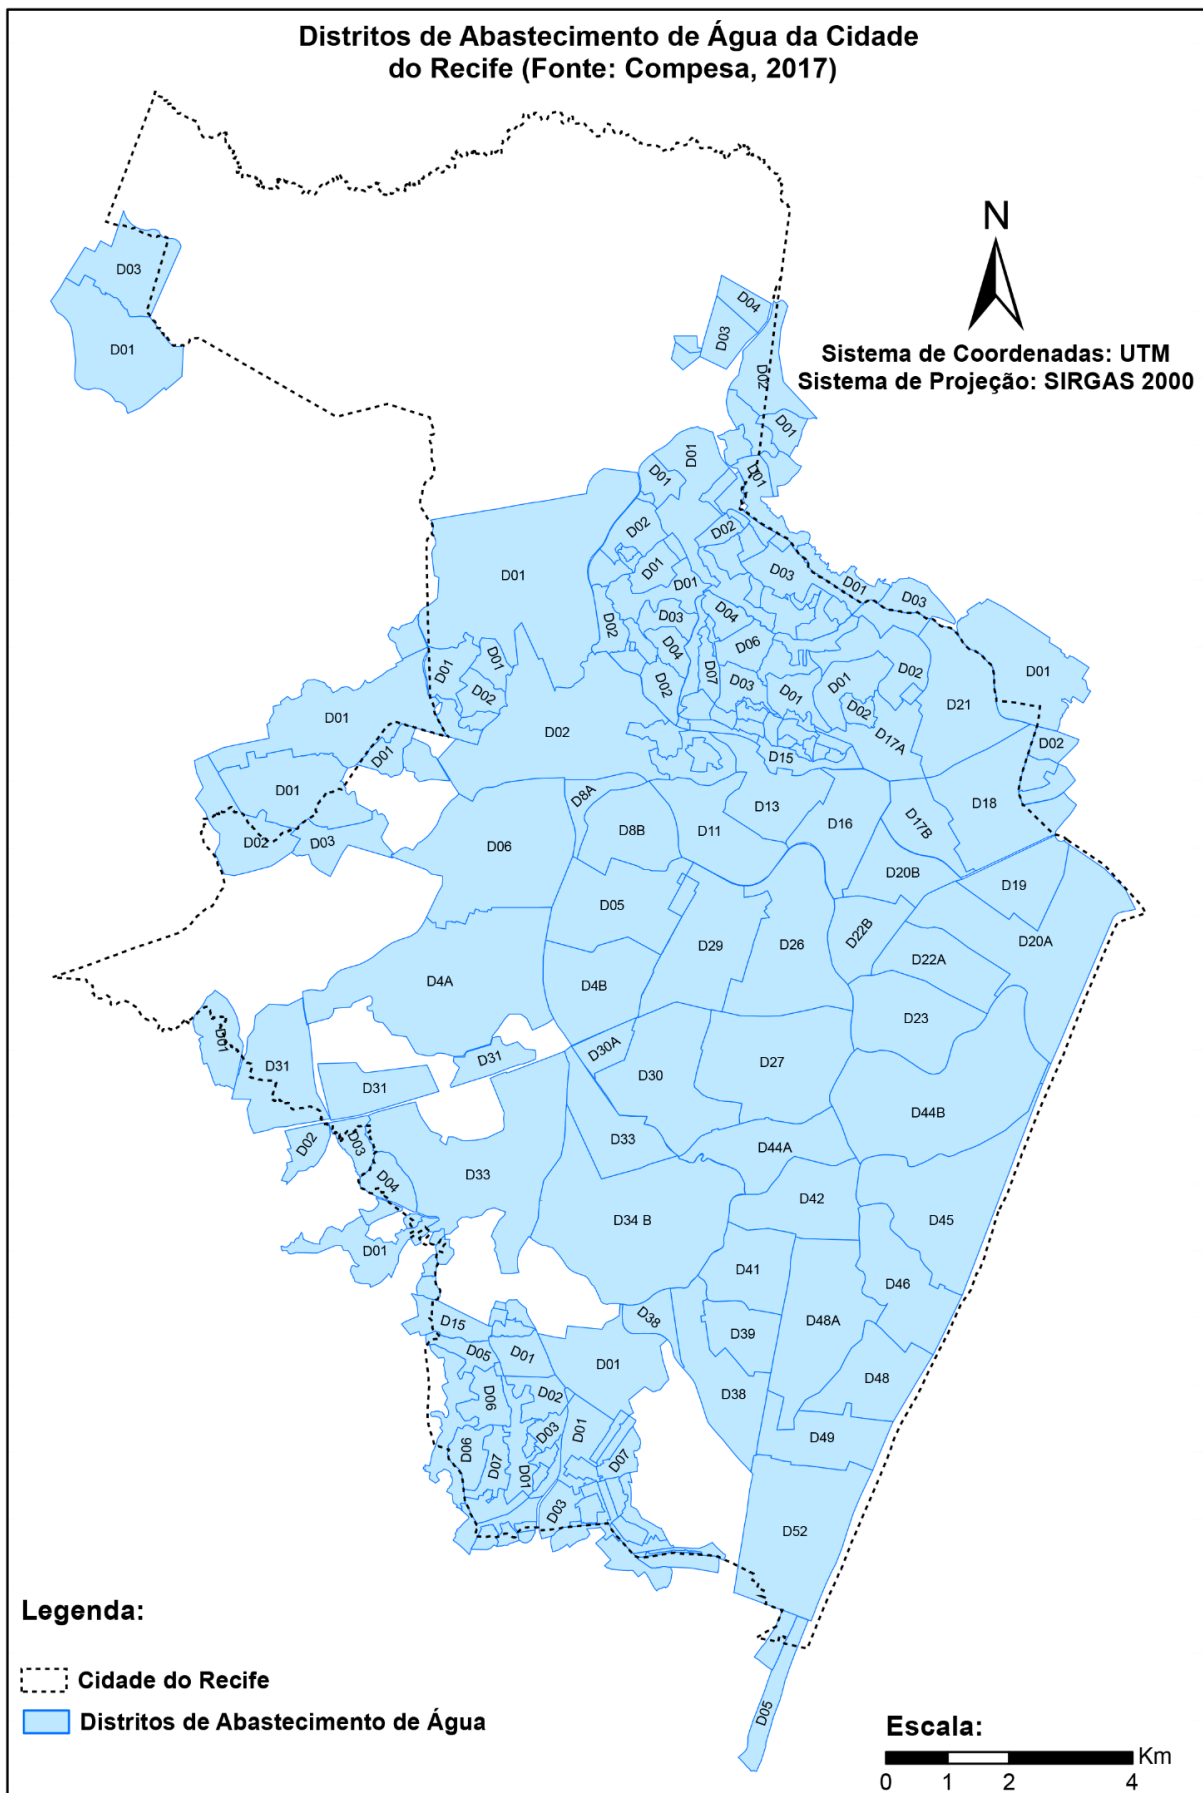 Distritos de Abastecimento de Água da Cidade
do Recife (Fonte: Compesa, 2017)
N
Sistema de Coordenadas: UTM
Sistema de Projeção: SIRGAS 2000
D03
D01
D04
D03
D02
D01
D01
D01
D01
D02
D02
D01
D01
D03
D01
D03
D01
D02
D03
D04
D04
D06
D07
D03
D02
D01
D01
D02
D02
D17A
D21
D01
D02
D01
D01
D02
D01
D01
D01
D02
D03
D02
D15
D8A
D8B
D06
D11
D13
D16
D17B
D18
D20B
D19
D20A
D05
D29
D26
D22B
D22A
D4A
D4B
D23
D01
D31
D31
D31
D30A
D30
D27
D44B
D02
D03
D04
D33
D33
D44A
D42
D45
D01
D34 B
D41
D46
D15
D38
D39
D48A
D05
D01
D01
D06
D02
D38
D48
D03
D01
D49
D06
D07
D01
D07
D03
D52
D05
Legenda:
Cidade do Recife
Distritos de Abastecimento de Água
Escala:
Km
0 1 2 4